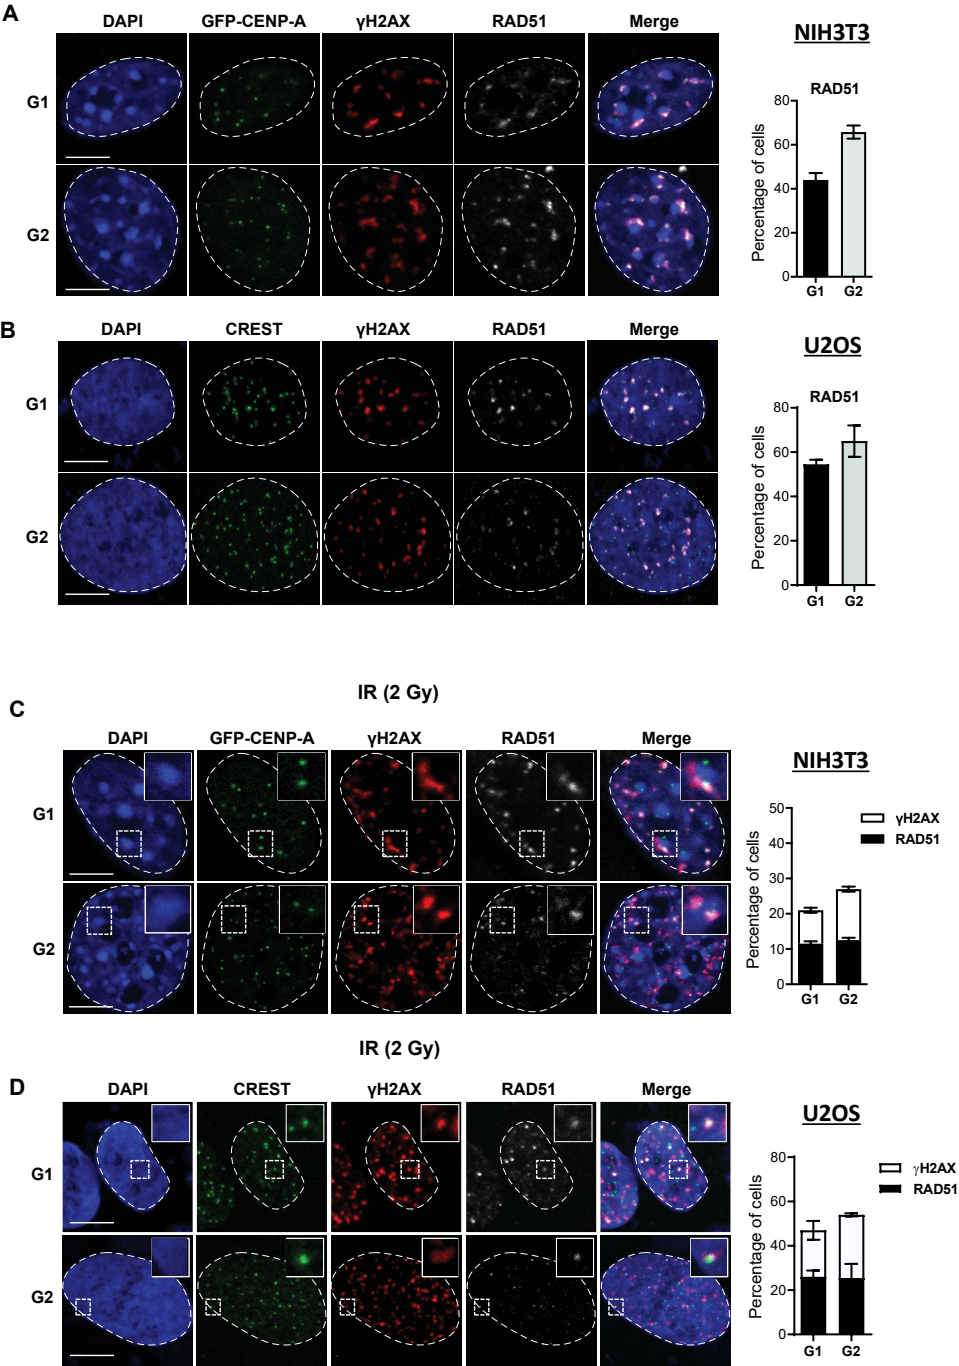 A
DAPI GFP-CENP-A γH2AX RAD51 Merge
NIH3T3
G1
G2
RAD51
Percentage of cells
80
60
40
20
0
G1 G2
B
DAPI CREST γH2AX RAD51 Merge
U2OS
G1
G2
RAD51
Percentage of cells
80
60
40
20
0
G1 G2
IR (2 Gy)
C
DAPI GFP-CENP-A γH2AX RAD51 Merge
NIH3T3
G1
G2
Percentage of cells
50
40
30
20
10
0
G1 G2
γH2AX
RAD51
IR (2 Gy)
D
DAPI CREST γH2AX RAD51 Merge
U2OS
G1
G2
Percentage of cells
80
60
40
20
0
G1 G2
γH2AX
RAD51